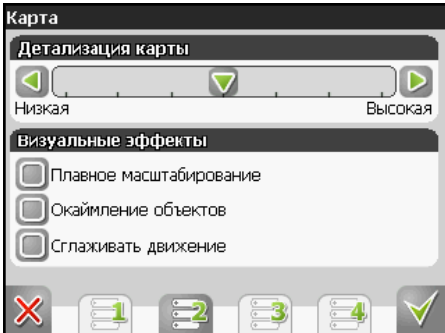 Карта
Детализация карты
Низкая Высокая
Визуальные эффекты
Плавное масштабирование
Окаймление объектов
Сглаживать движение
1 2 3 4